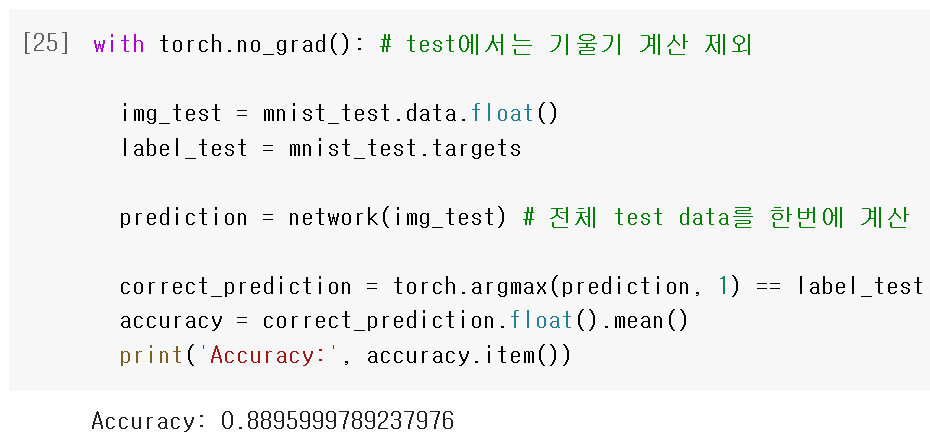 [25] with torch.no_grad(): # test에서는 기울기 계산 제외
img_test = mnist_test.data.float()
label_test = mnist_test.targets
prediction = network(img_test) # 전체 test data를 한번에 계산
correct_prediction = torch.argmax(prediction, 1) == label_test
accuracy = correct_prediction.float().mean()
print('Accuracy:', accuracy.item())
Accuracy: 0.8895999789237976